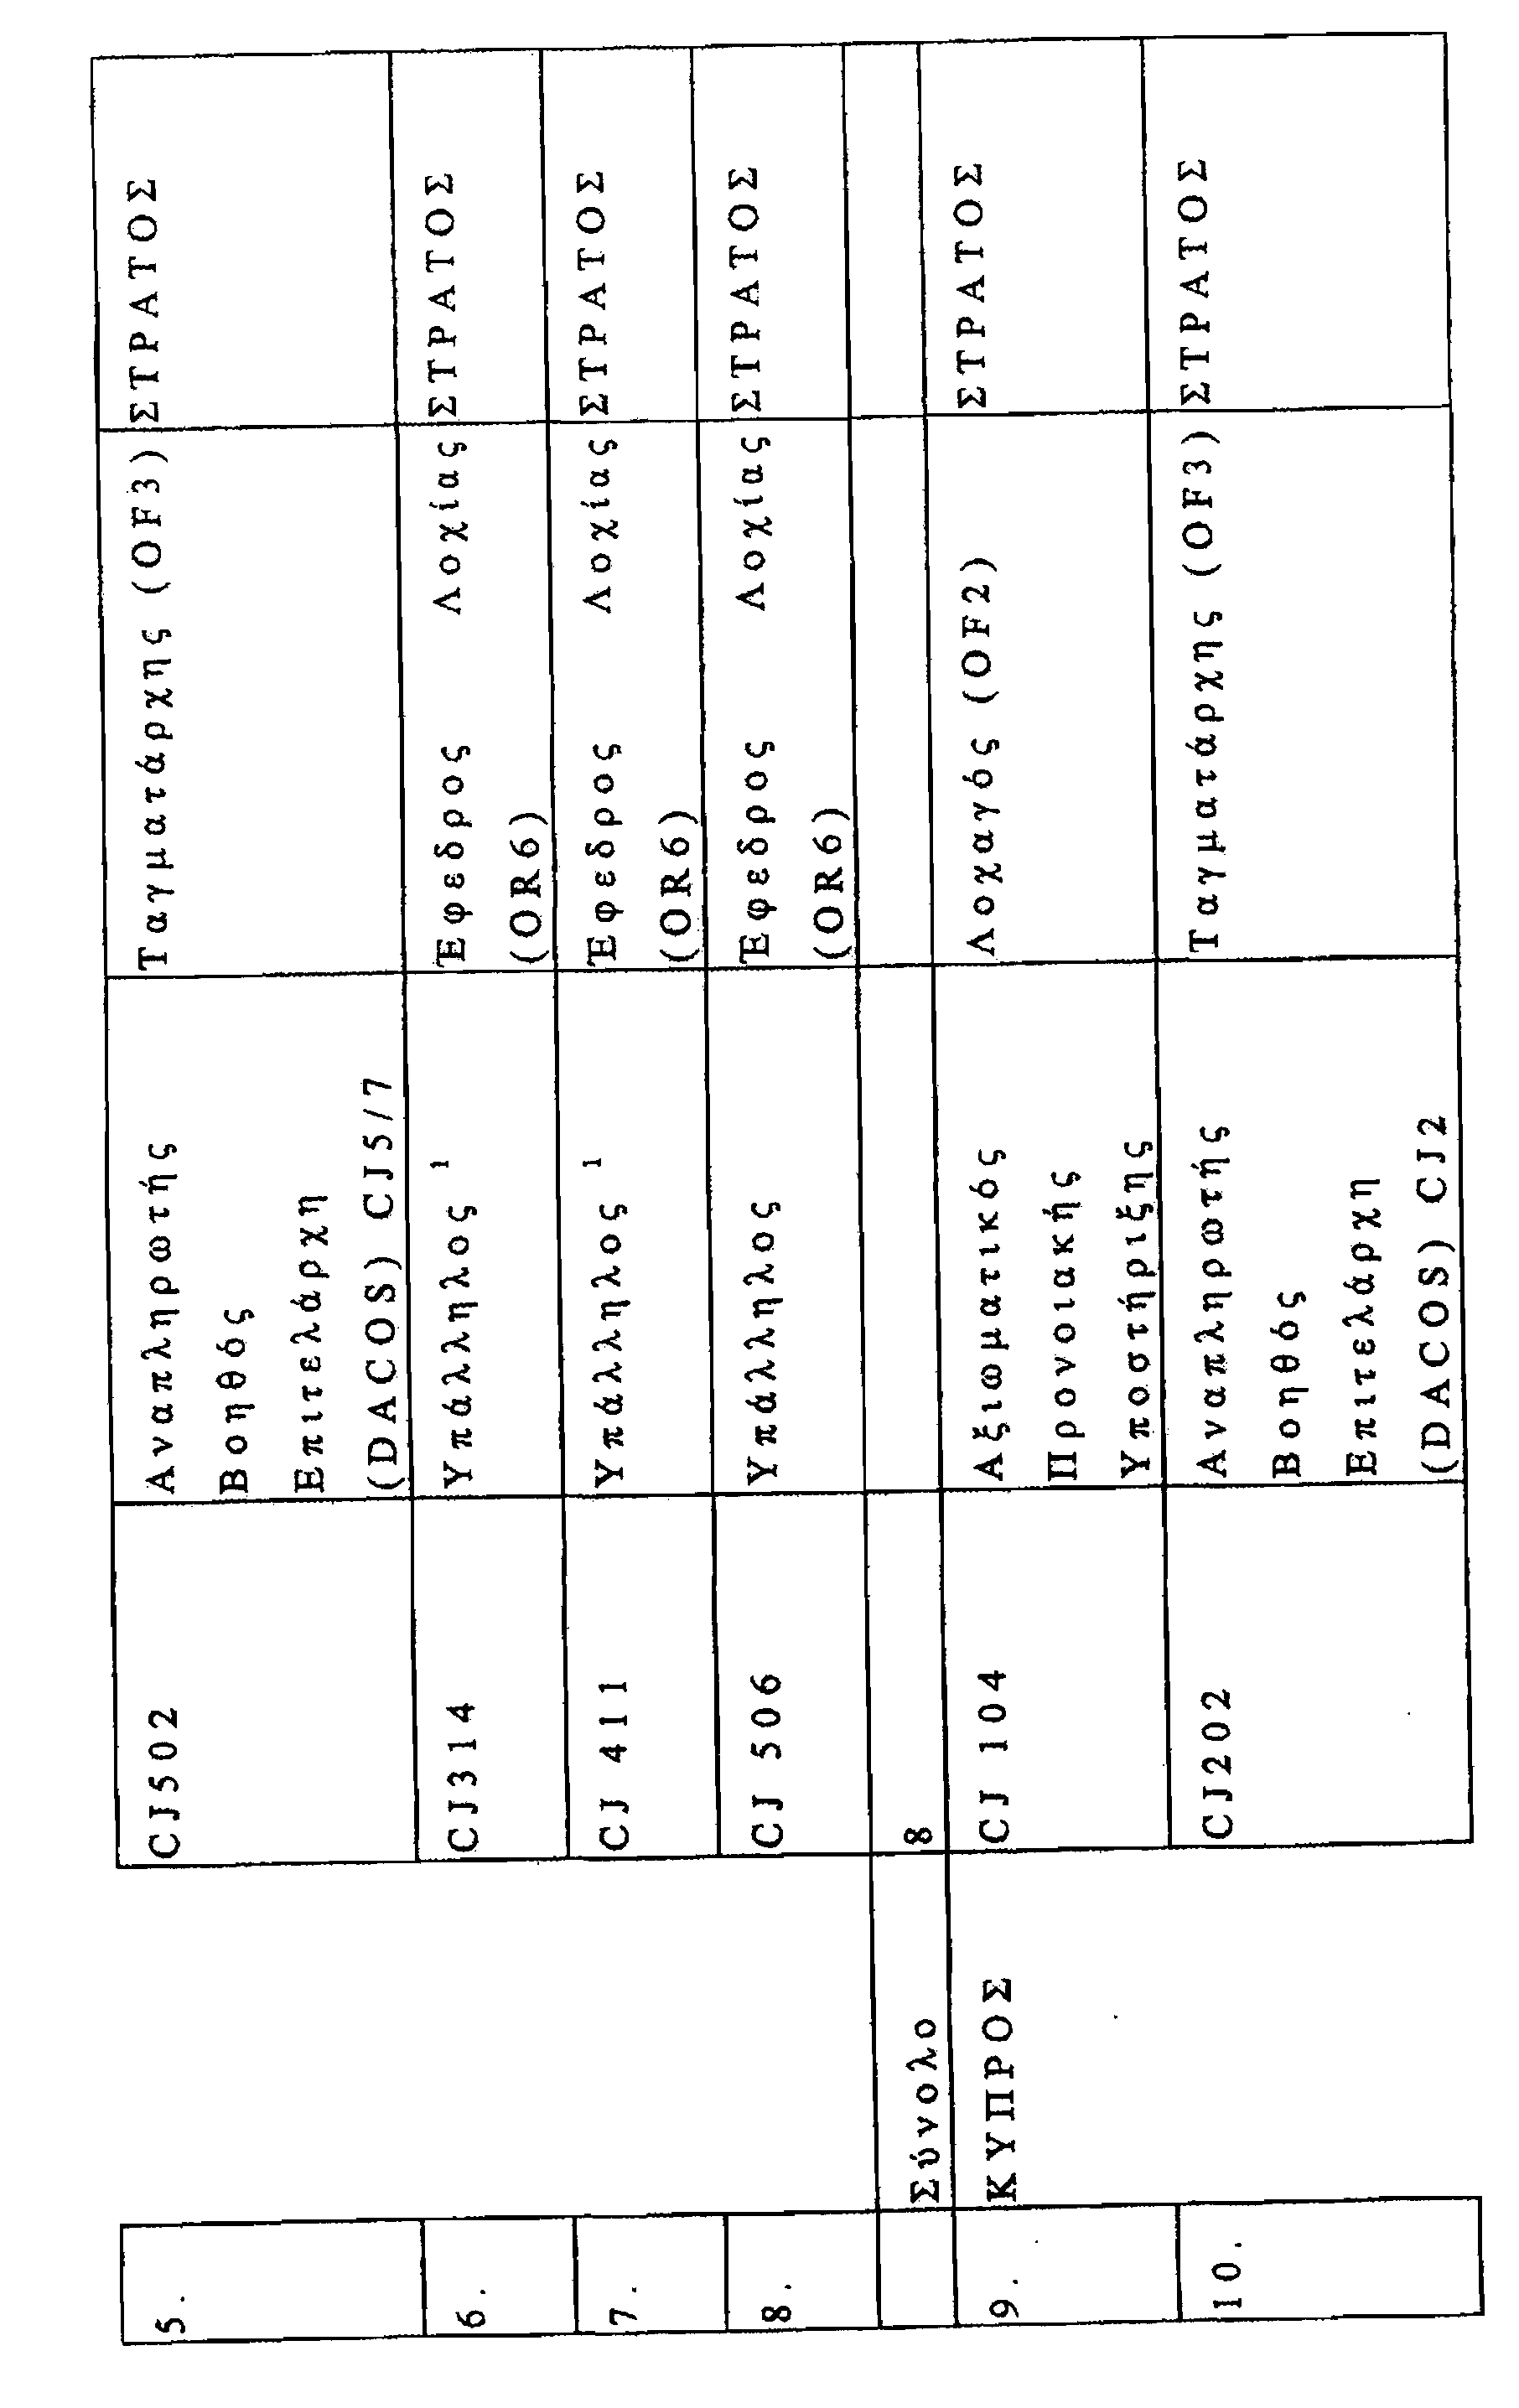 5. CJ502 Αναπληρωτής Ταγματάρχης (OF3) ΣΤΡΑΤΟΣ
Βοηθός
Επιτελάρχη
(DACOS) CJ5/7
6. CJ314 Υπάλληλος 1 Έφεδρος Λοχίας ΣΤΡΑΤΟΣ
(OR6)
7. CJ 411 Υπάλληλος 1 Έφεδρος Λοχίας ΣΤΡΑΤΟΣ
(OR6)
8. CJ 506 Υπάλληλος Έφεδρος Λοχίας ΣΤΡΑΤΟΣ
(OR6)
Σύνολο 8
9. ΚΥΠΡΟΣ CJ 104 Αξιωματικός Λοχαγός (OF2) ΣΤΡΑΤΟΣ
Προνοιακής
Υποστήριξης
10. CJ202 Αναπληρωτής Ταγματάρχης (OF3) ΣΤΡΑΤΟΣ
Βοηθός
Επιτελάρχη
(DACOS) CJ2